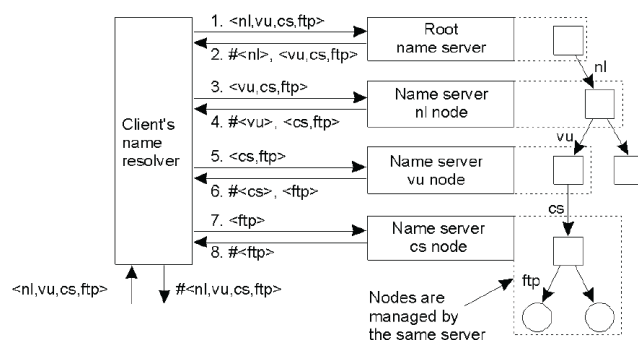 1. <nl,vu,cs,ftp>
2. #<nl>, <vu,cs,ftp>
Root
name server
nl
3. <vu,cs,ftp>
4. #<vu>, <cs,ftp>
Name server
nl node
Client's
name
resolver
vu
5. <cs,ftp>
6. #<cs>, <ftp>
Name server
vu node
cs
7. <ftp>
8. #<ftp>
Name server
cs node
ftp
<nl,vu,cs,ftp>
#<nl,vu,cs,ftp>
Nodes are
managed by
the same server